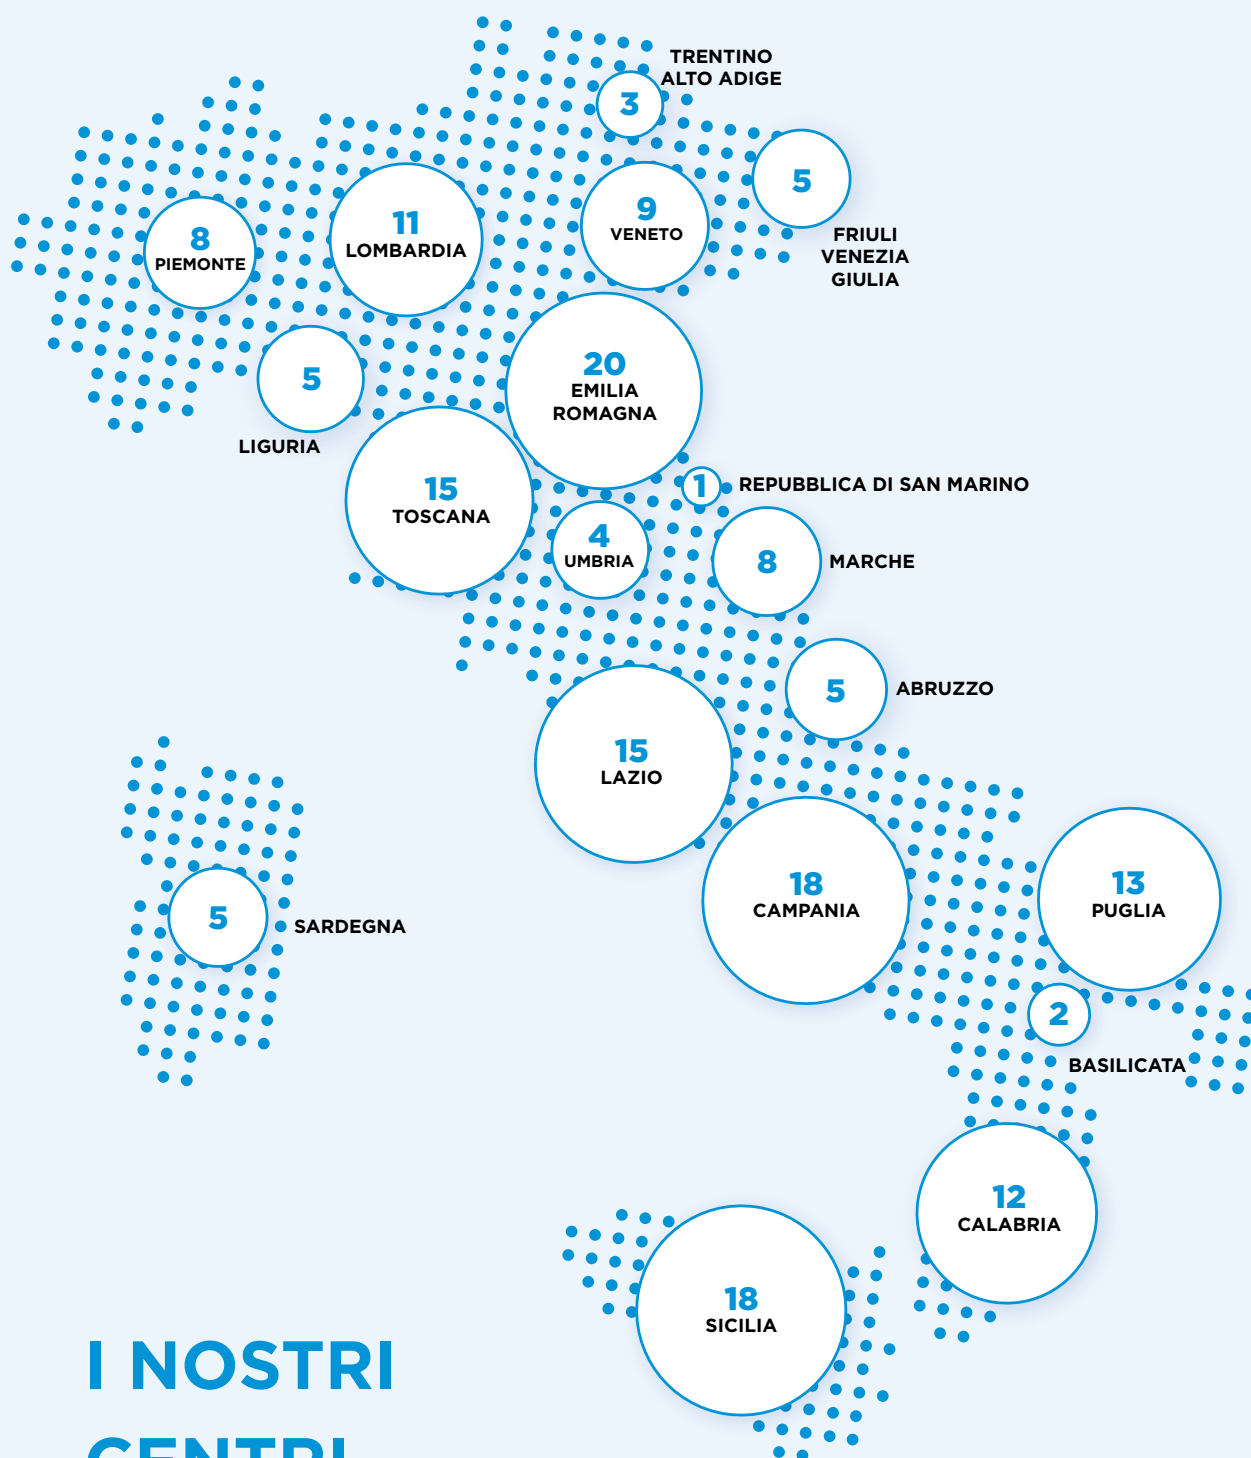 TRENTINO
ALTO ADIGE
3
5
FRIULI
VENEZIA
GIULIA
9
VENETO
11
LOMBARDIA
8
PIEMONTE
5
LIGURIA
20
EMILIA
ROMAGNA
15
TOSCANA
1
REPUBBLICA DI SAN MARINO
4
UMBRIA
8
MARCHE
5
ABRUZZO
15
LAZIO
18
CAMPANIA
13
PUGLIA
5
SARDEGNA
2
BASILICATA
12
CALABRIA
18
SICILIA
I NOSTRI
CENTRI